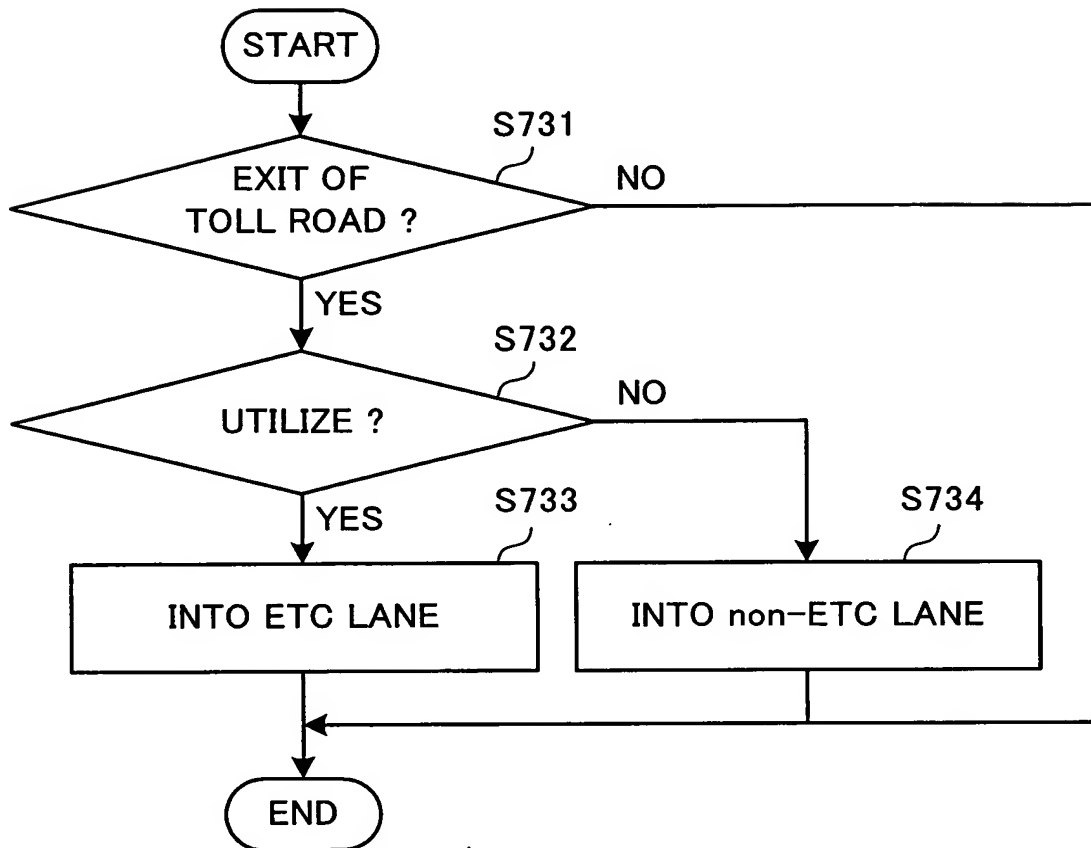 START
S731
EXIT OF
TOLL ROAD ?
NO
YES
S732
UTILIZE ?
NO
YES
S733
S734
INTO ETC LANE
INTO non-ETC LANE
END